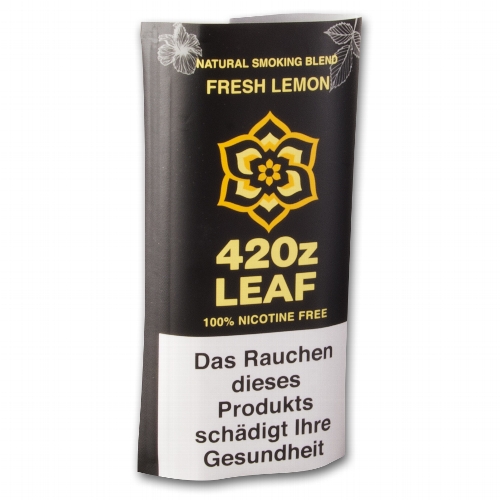 NATURAL SMOKING BLEND
FRESH LEMON
420z
LEAF
100% NICOTINE FREE
Das Rauchen
dieses
Produkts
schädigt Ihre
Gesundheit